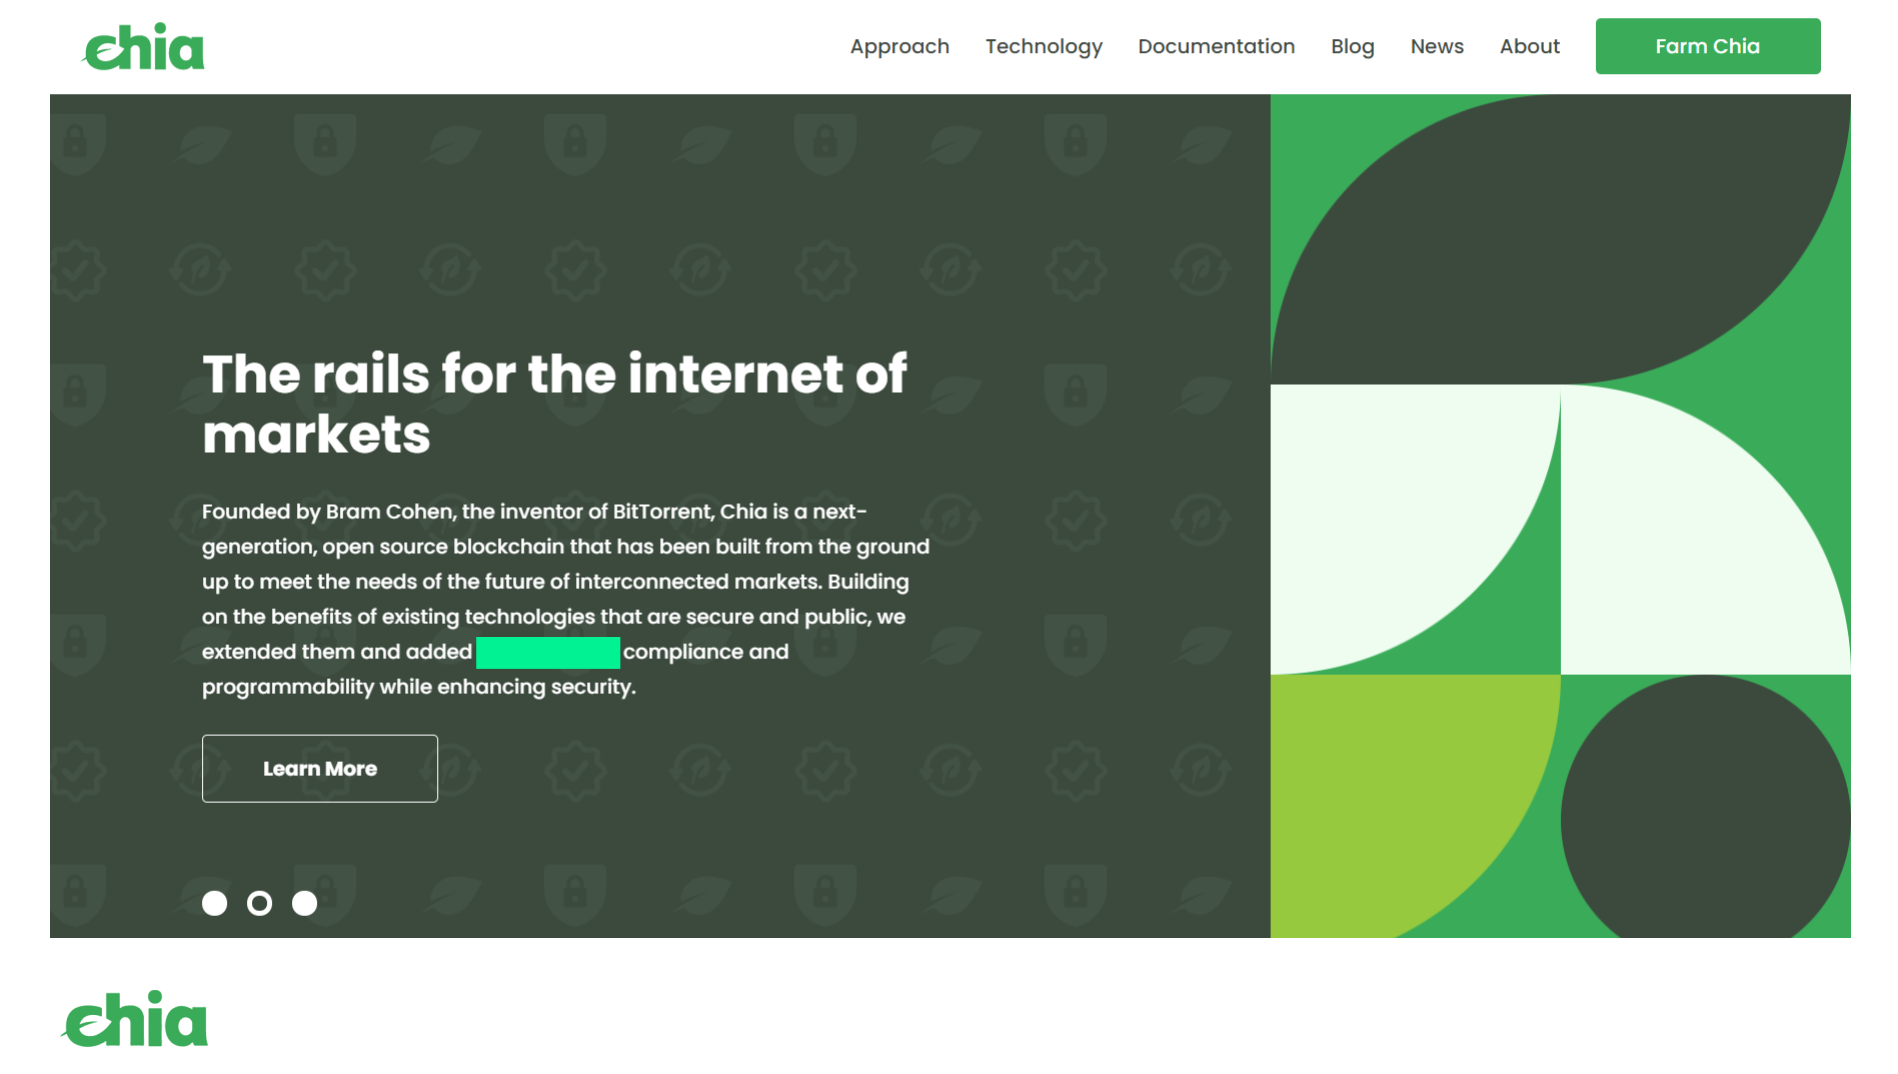 chia
Approach Technology Documentation Blog News About Farm Chia
The rails for the internet of
markets
Founded by Bram Cohen, the inventor of BitTorrent, Chia is a next-
generation, open source blockchain that has been built from the ground
up to meet the needs of the future of interconnected markets. Building
on the benefits of existing technologies that are secure and public, we
extended them and added compliance and
programmability while enhancing security.
Learn More
chia